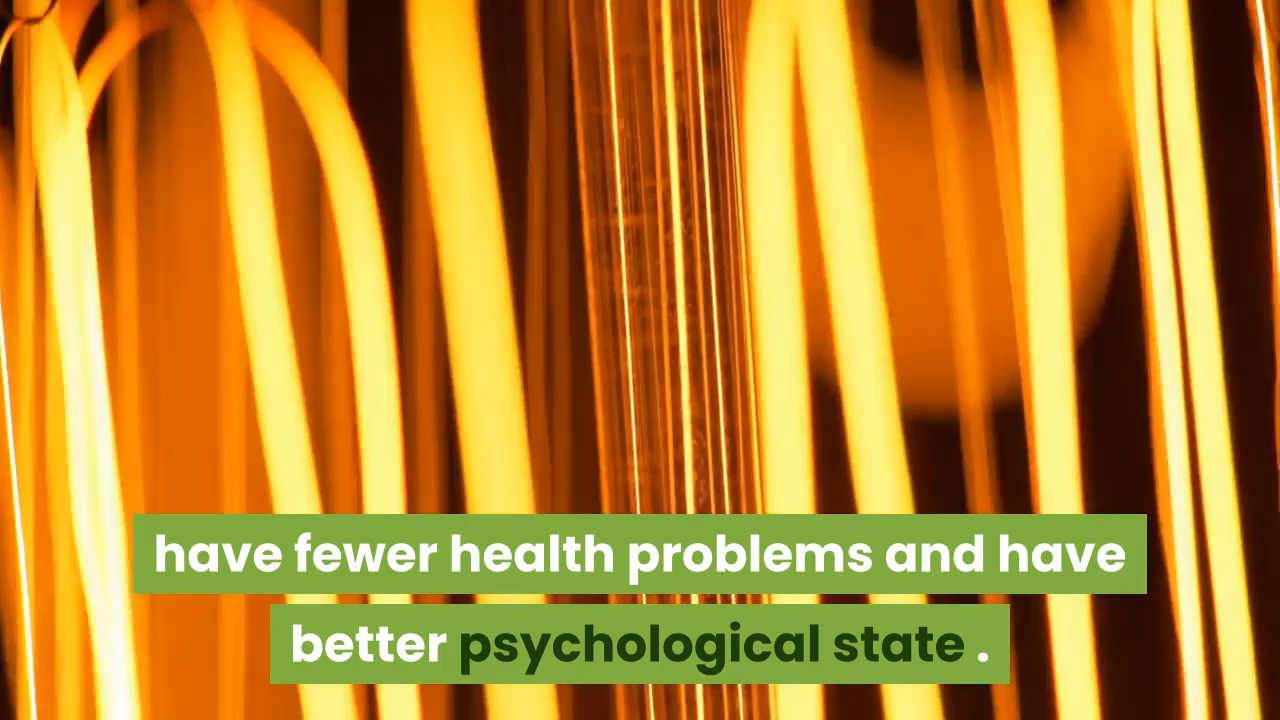 have fewer health problems and have
better psychological state .